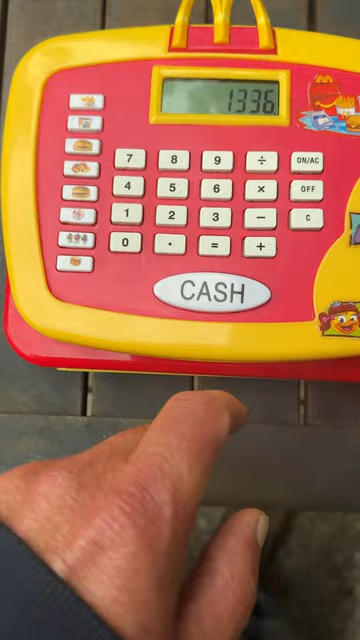 1336.
7 8 9 ÷ ON/AC
4 5 6 × OFF
1 2 3 − C
0 · = +
CASH